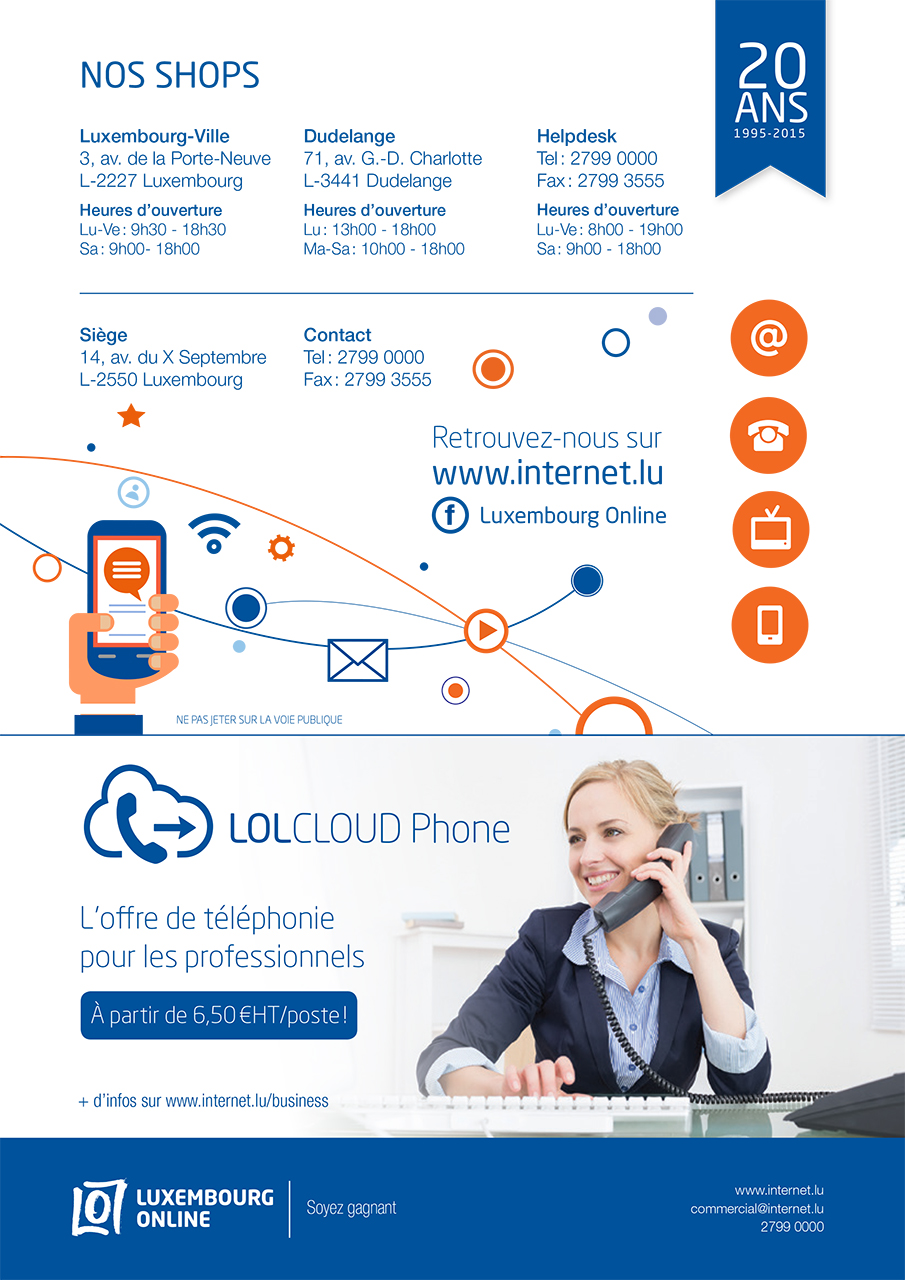 NOS SHOPS
20
ANS
1995-2015
Luxembourg-Ville
3, av. de la Porte-Neuve
L-2227 Luxembourg
Heures d'ouverture
Lu-Ve : 9h30 - 18h30
Sa : 9h00- 18h00
Dudelange
71, av. G.-D. Charlotte
L-3441 Dudelange
Heures d'ouverture
Lu : 13h00 - 18h00
Ma-Sa : 10h00 - 18h00
Helpdesk
Tel : 2799 0000
Fax : 2799 3555
Heures d'ouverture
Lu-Ve : 8h00 - 19h00
Sa : 9h00 - 18h00
Siège
14, av. du X Septembre
L-2550 Luxembourg
Contact
Tel : 2799 0000
Fax : 2799 3555
@
Retrouvez-nous sur
www.internet.lu
f Luxembourg Online
NE PAS JETER SUR LA VOIE PUBLIQUE
LOLCLOUD Phone
L'offre de téléphonie
pour les professionnels
À partir de 6,50 €HT/poste !
+ d'infos sur www.internet.lu/business
LOL
LUXEMBOURG
ONLINE
Soyez gagnant
www.internet.lu
commercial@internet.lu
2799 0000